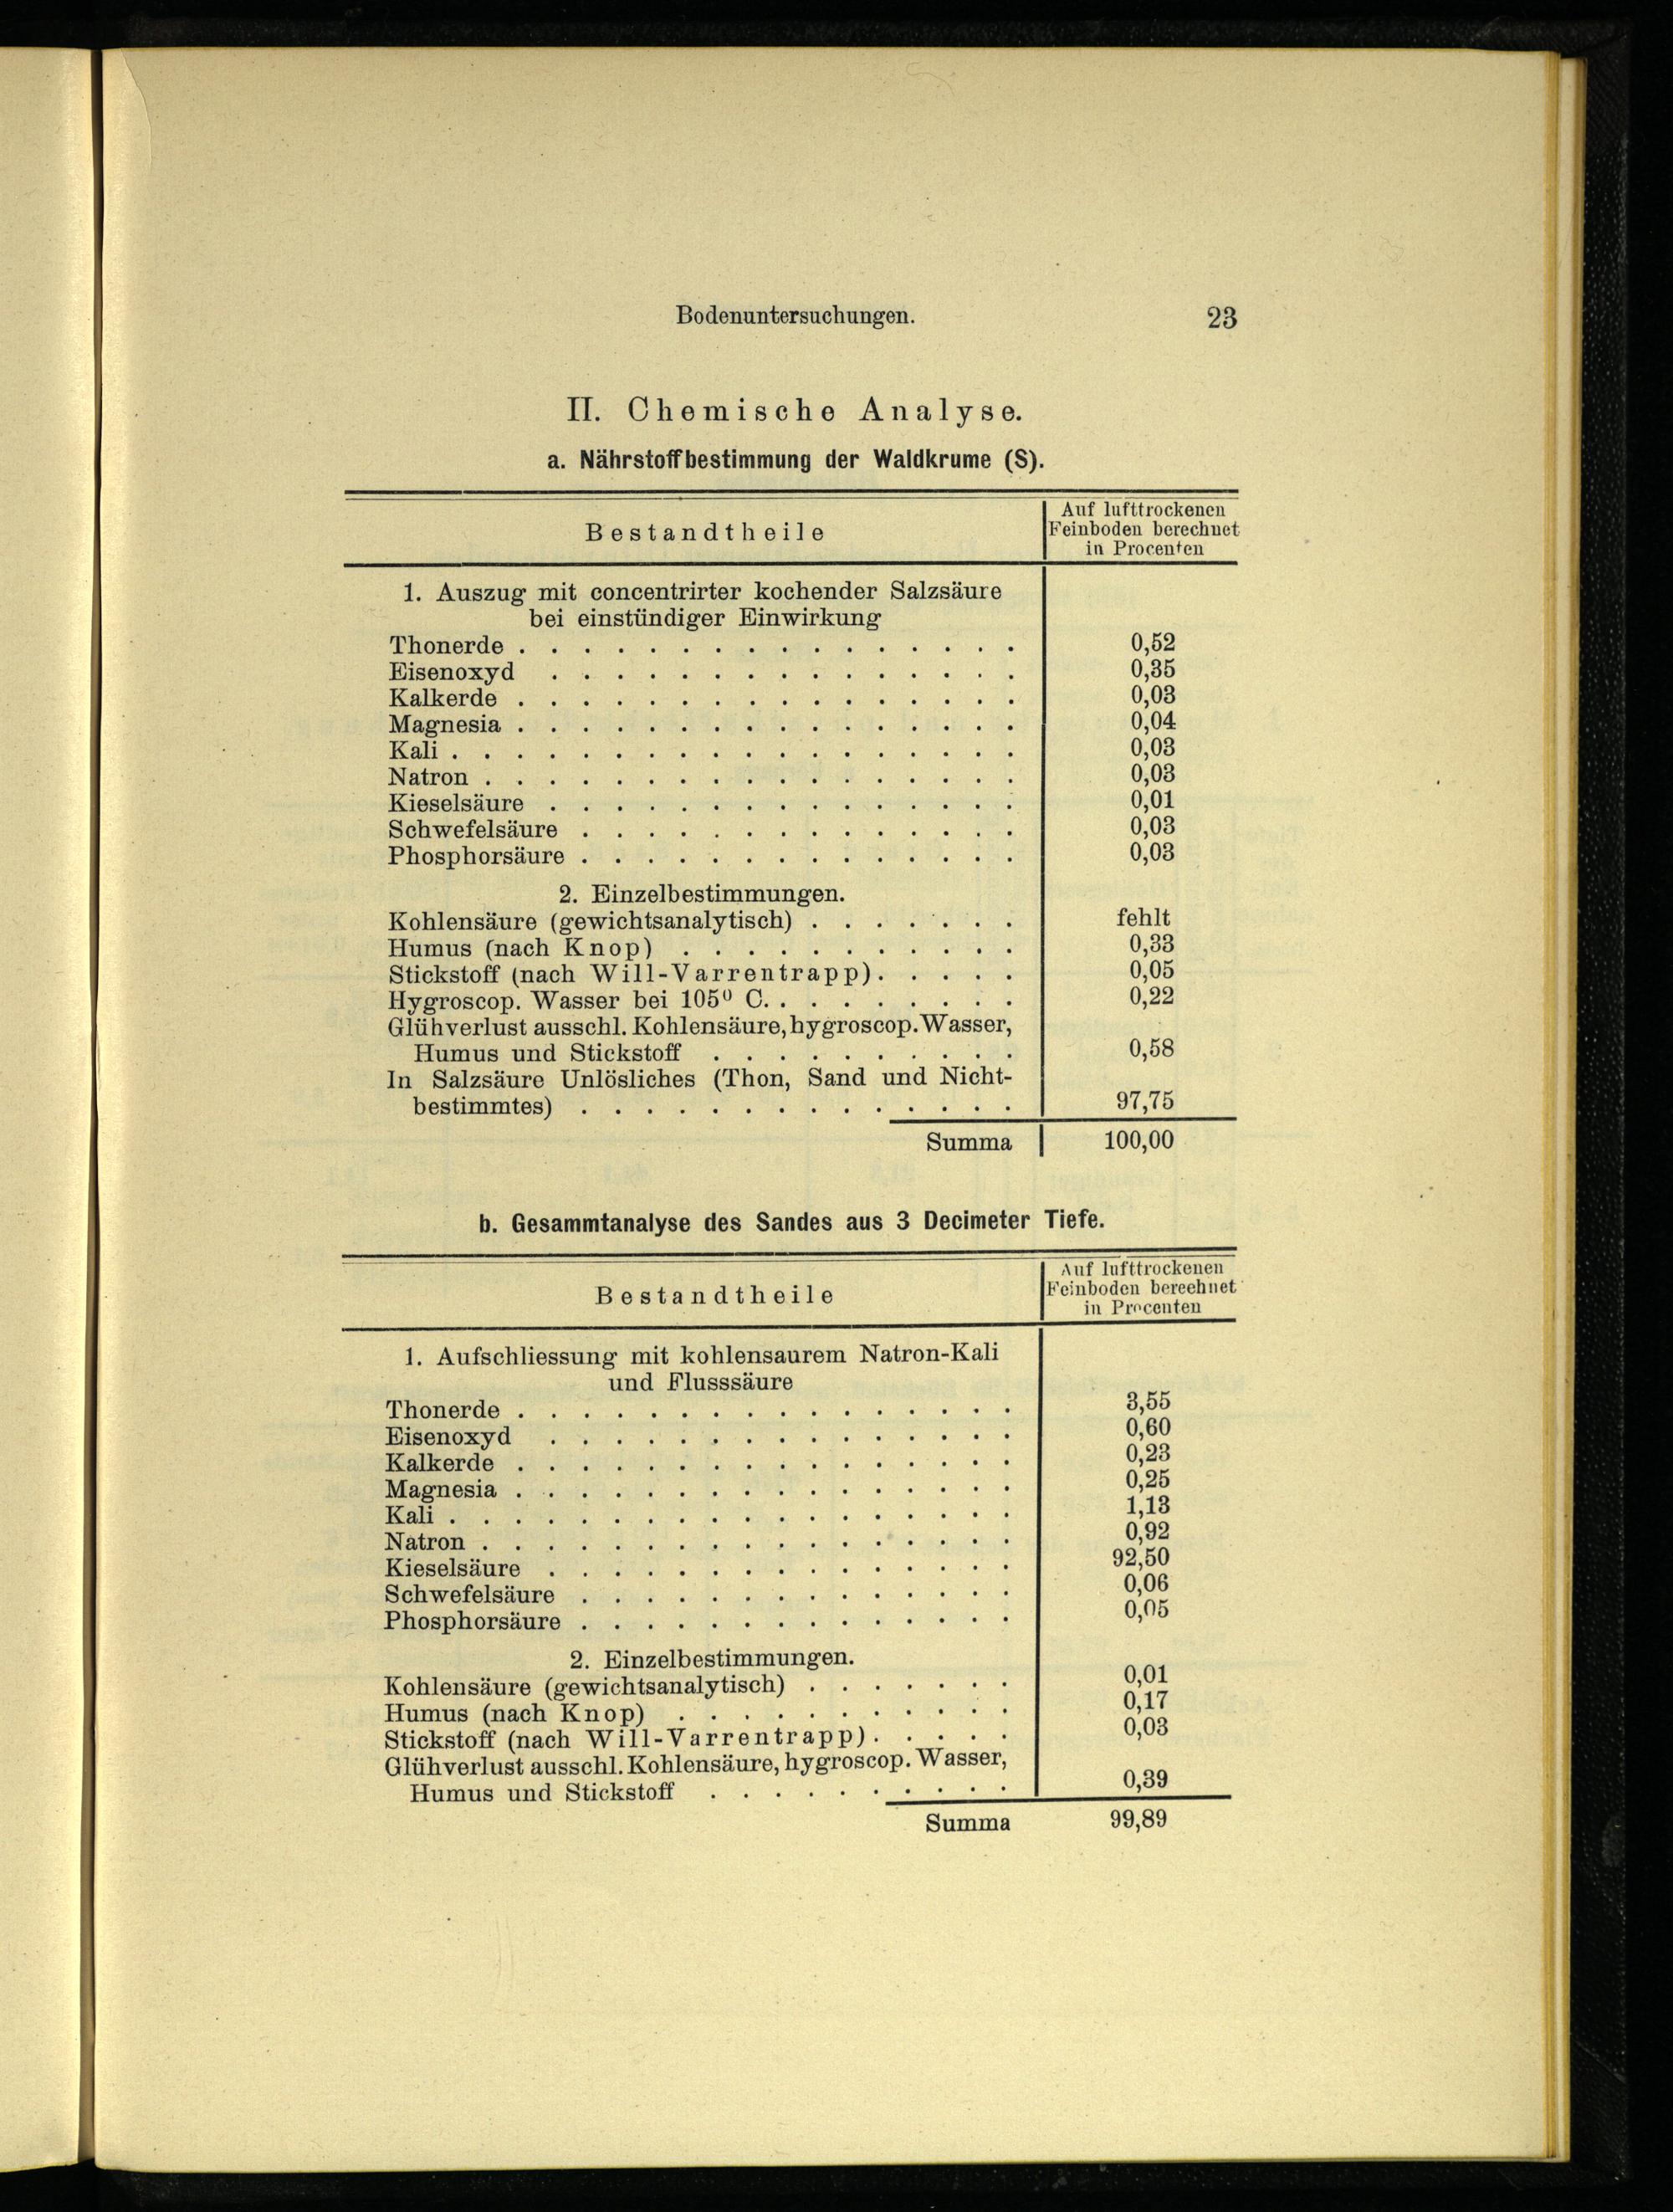 Bodenuntersuchungen. 23
II. Chemische Analyse.
a. Nährstoffbestimmung der Waldkrume (S).
Bestandtheile
Auf lufttrockenen
Feinboden berechnet
in Procenten
1. Auszug mit concentrirter kochender Salzsäure
bei einstündiger Einwirkung
Thonerde . . . . . . . . . . . . . . . . 0,52
Eisenoxyd . . . . . . . . . . . . . . . 0,35
Kalkerde . . . . . . . . . . . . . . . . 0,03
Magnesia . . . . . . . . . . . . . . . . 0,04
Kali . . . . . . . . . . . . . . . . . . 0,03
Natron . . . . . . . . . . . . . . . . . 0,03
Kieselsäure . . . . . . . . . . . . . . . 0,01
Schwefelsäure . . . . . . . . . . . . . . 0,03
Phosphorsäure . . . . . . . . . . . . . . 0,03
2. Einzelbestimmungen.
Kohlensäure (gewichtsanalytisch) . . . . . . . fehlt
Humus (nach Knop) . . . . . . . . . . . 0,33
Stickstoff (nach Will-Varrentrapp) . . . . . 0,05
Hygroscop. Wasser bei 105° C. . . . . . . . . 0,22
Glühverlust ausschl. Kohlensäure, hygroscop. Wasser,
Humus und Stickstoff . . . . . . . . . . 0,58
In Salzsäure Unlösliches (Thon, Sand und Nicht-
bestimmtes) . . . . . . . . . . . . . . 97,75
Summa 100,00
b. Gesammtanalyse des Sandes aus 3 Decimeter Tiefe.
Bestandtheile
Auf lufttrockenen
Feinboden berechnet
in Procenten
1. Aufschliessung mit kohlensaurem Natron-Kali
und Flusssäure
Thonerde . . . . . . . . . . . . . . . . 3,55
Eisenoxyd . . . . . . . . . . . . . . . 0,60
Kalkerde . . . . . . . . . . . . . . . . 0,23
Magnesia . . . . . . . . . . . . . . . . 0,25
Kali . . . . . . . . . . . . . . . . . . 1,13
Natron . . . . . . . . . . . . . . . . . 0,92
Kieselsäure . . . . . . . . . . . . . . . 92,50
Schwefelsäure . . . . . . . . . . . . . . 0,06
Phosphorsäure . . . . . . . . . . . . . . 0,05
2. Einzelbestimmungen.
Kohlensäure (gewichtsanalytisch) . . . . . . . 0,01
Humus (nach Knop) . . . . . . . . . . . 0,17
Stickstoff (nach Will-Varrentrapp) . . . . . 0,03
Glühverlust ausschl. Kohlensäure, hygroscop. Wasser,
Humus und Stickstoff . . . . . . . . . . 0,39
Summa 99,89